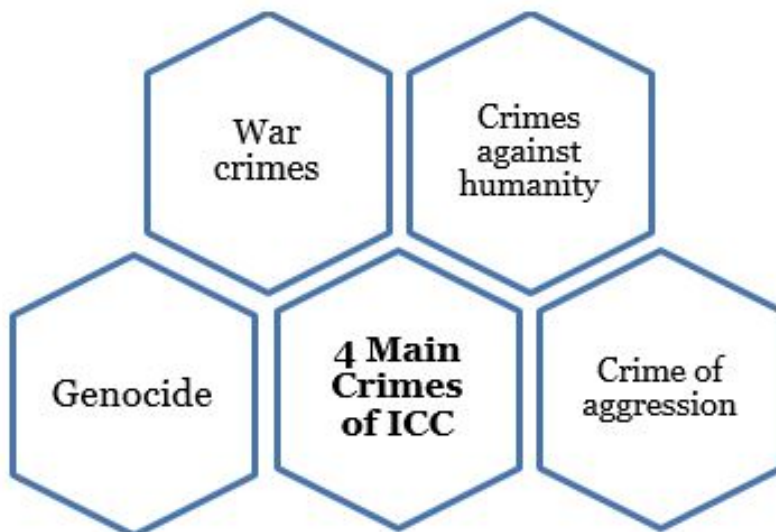 War
crimes
Crimes
against
humanity
Genocide
4 Main
Crimes
of ICC
Crime of
aggression